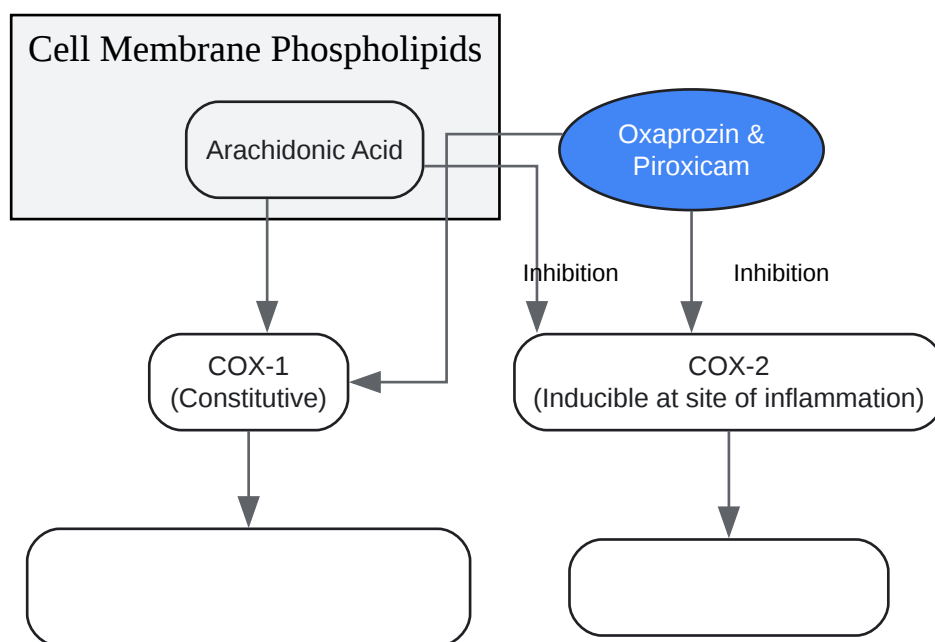 Cell Membrane Phospholipids
Arachidonic Acid
Oxaprozin &
Piroxicam
Inhibition
Inhibition
COX-1
(Constitutive)
COX-2
(Inducible at site of inflammation)